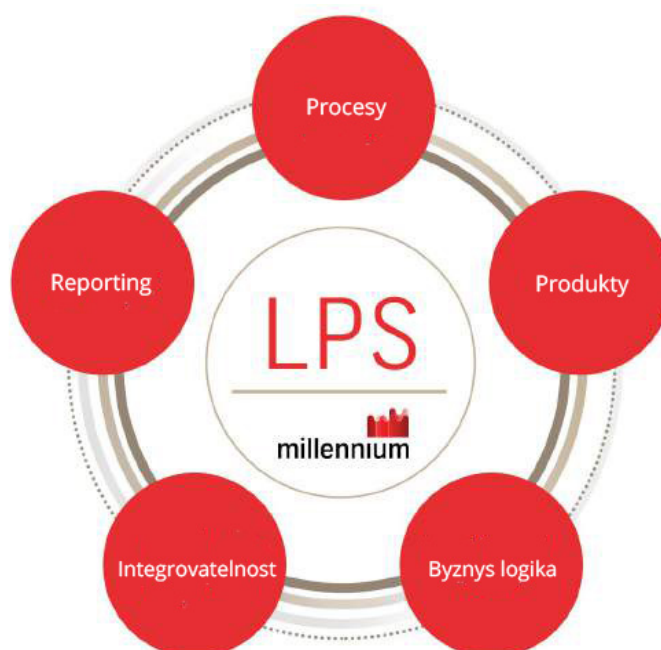 Procesy
Reporting
Produkty
LPS
millennium
Integrovatelnost
Byznys logika